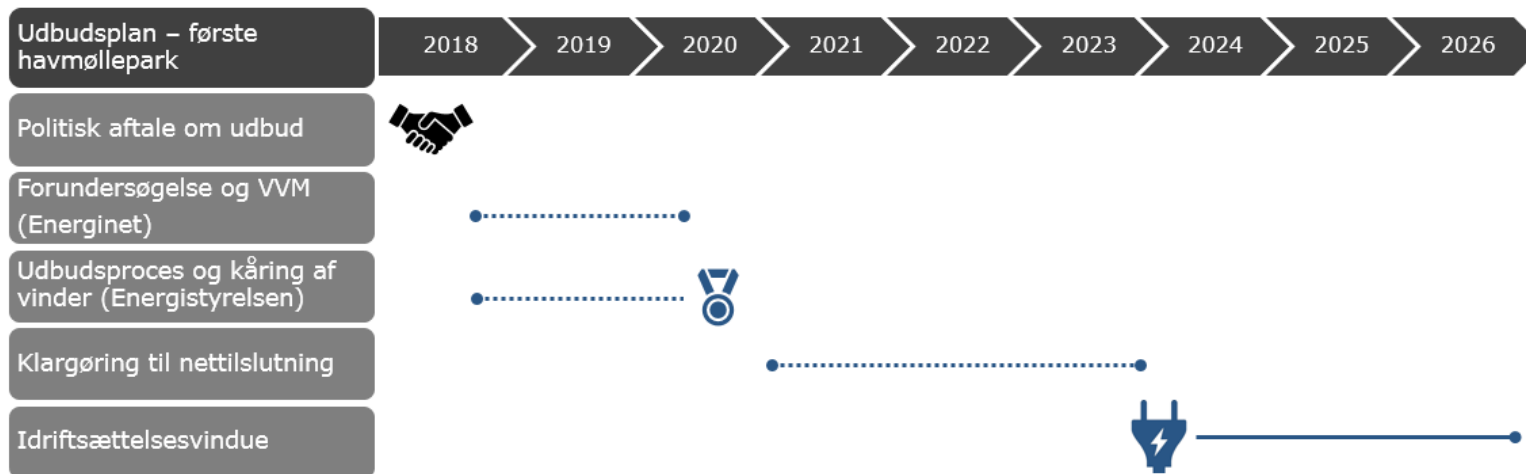 Udbudsplan – første
havmøllepark
2018
2019
2020
2021
2022
2023
2024
2025
2026
Politisk aftale om udbud
Forundersøgelse og VVM
(Energinet)
Udbudsproces og kåring af
vinder (Energistyrelsen)
Klargøring til nettilslutning
Idriftsættelsesvindue